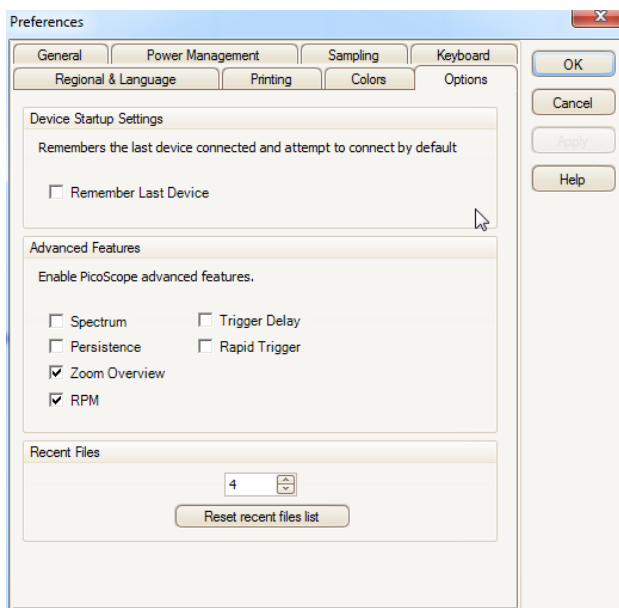 Preferences
X
General Power Management Sampling Keyboard
Regional & Language Printing Colors Options
OK
Cancel
Apply
Help
Device Startup Settings
Remembers the last device connected and attempt to connect by default
Remember Last Device
Advanced Features
Enable PicoScope advanced features.
Spectrum Trigger Delay
Persistence Rapid Trigger
Zoom Overview
RPM
Recent Files
4
Reset recent files list